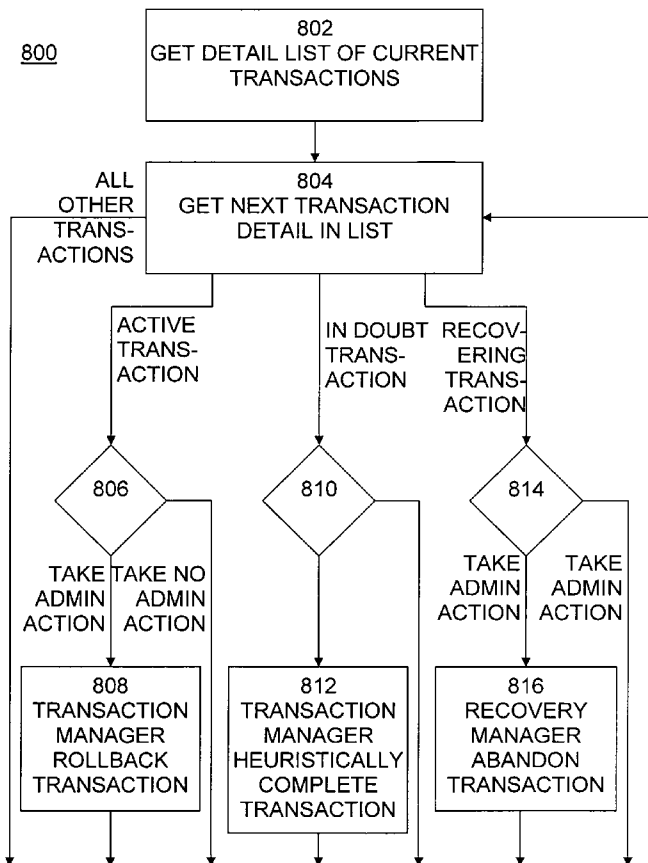 800
802
GET DETAIL LIST OF CURRENT
TRANSACTIONS
804
GET NEXT TRANSACTION
DETAIL IN LIST
ALL
OTHER
TRANS-
ACTIONS
ACTIVE
TRANS-
ACTION
IN DOUBT
TRANS-
ACTION
RECOV-
ERING
TRANS-
ACTION
806
810
814
TAKE
ADMIN
ACTION
TAKE NO
ADMIN
ACTION
TAKE
ADMIN
ACTION
TAKE
ADMIN
ACTION
808
TRANSACTION
MANAGER
ROLLBACK
TRANSACTION
812
TRANSACTION
MANAGER
HEURISTICALLY
COMPLETE
TRANSACTION
816
RECOVERY
MANAGER
ABANDON
TRANSACTION